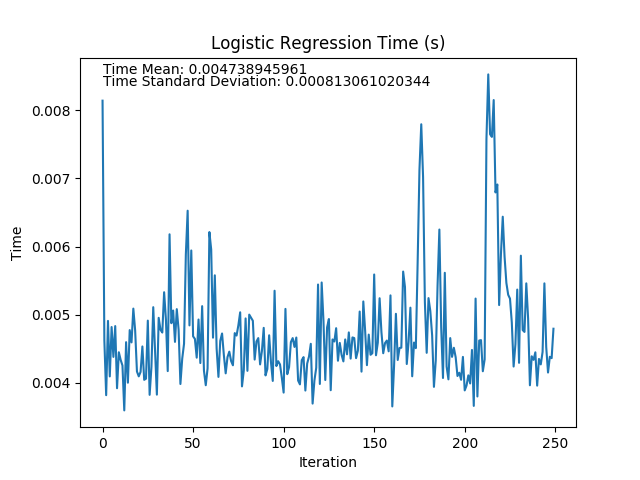 Logistic Regression Time (s)
Time Mean: 0.004738945961
Time Standard Deviation: 0.000813061020344
0.008
0.007
0.006
0.005
0.004
Time
0 50 100 150 200 250
Iteration